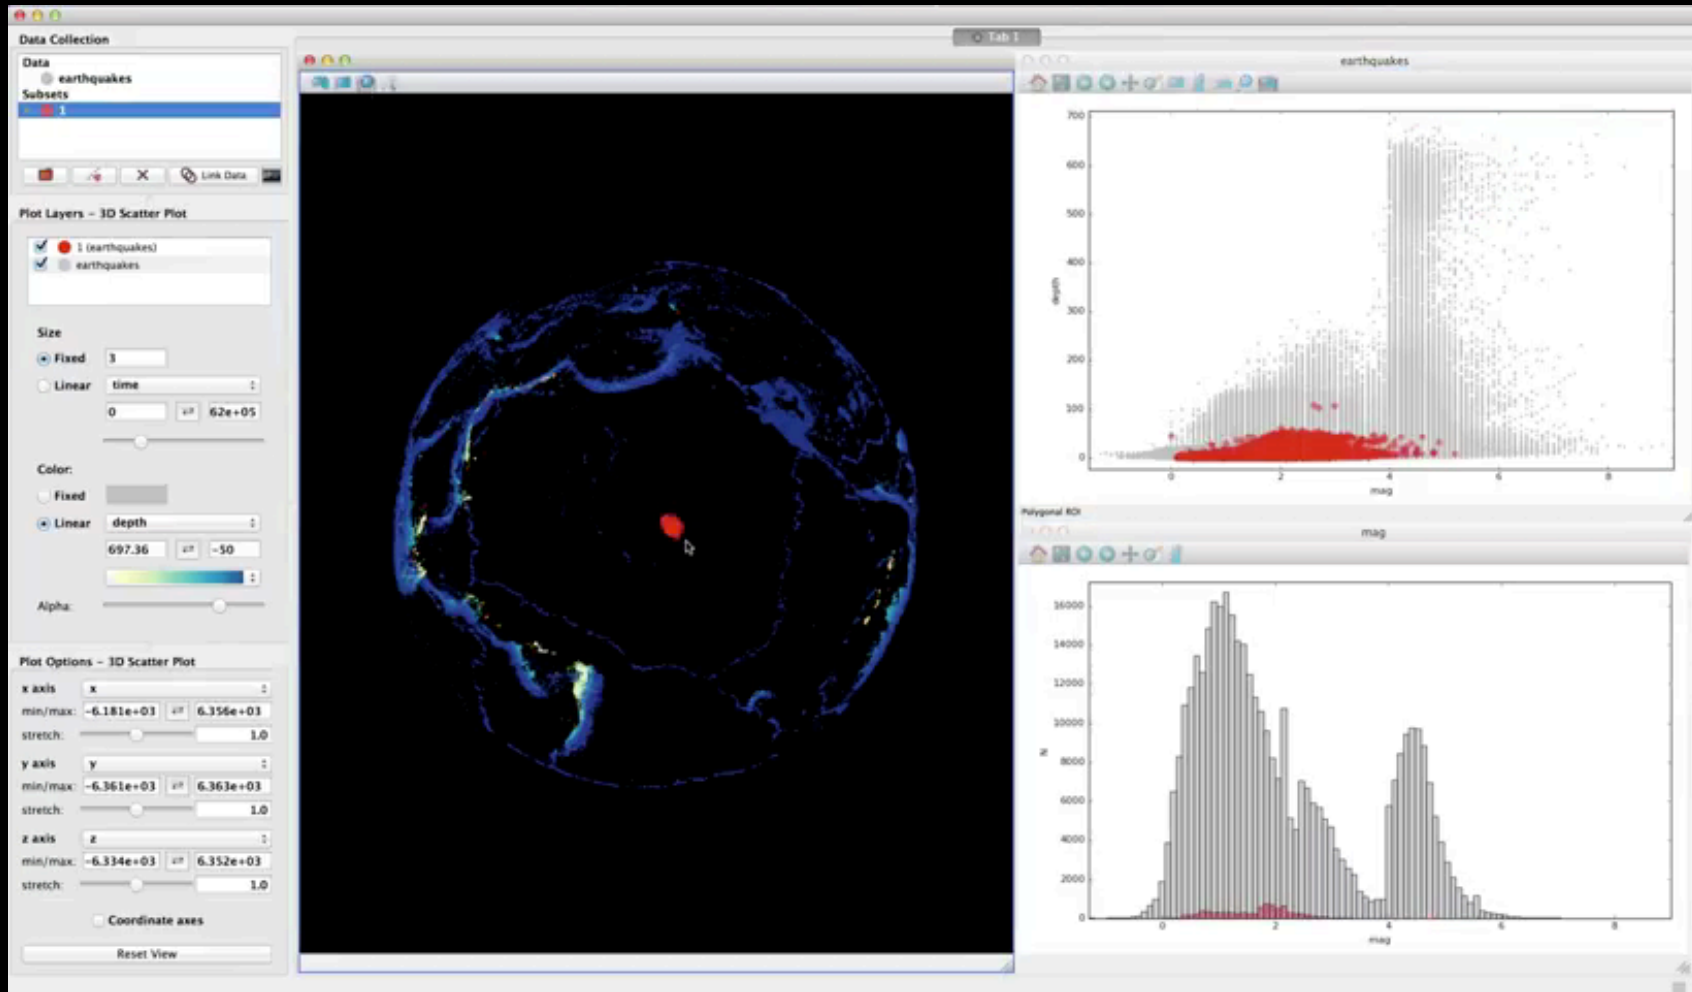 Data Collection
Data
earthquakes
Subsets
1
Link Data
Plot Layers - 3D Scatter Plot
1 (earthquakes)
earthquakes
Size
Fixed 3
Linear time
0 62e+05
Color:
Fixed
Linear depth
697.36 -50
Alpha:
Plot Options - 3D Scatter Plot
x axis x
min/max: -6.181e+03 6.356e+03
stretch: 1.0
y axis y
min/max: -6.361e+03 6.363e+03
stretch: 1.0
z axis z
min/max: -6.334e+03 6.352e+03
stretch: 1.0
Coordinate axes
Reset View
Tab 1
earthquakes
700
600
500
400
300
200
100
0
depth
0 2 4 6 8
mag
Polygonal ROI
mag
16000
14000
12000
10000
8000
6000
4000
2000
0
N
0 2 4 6 8
mag